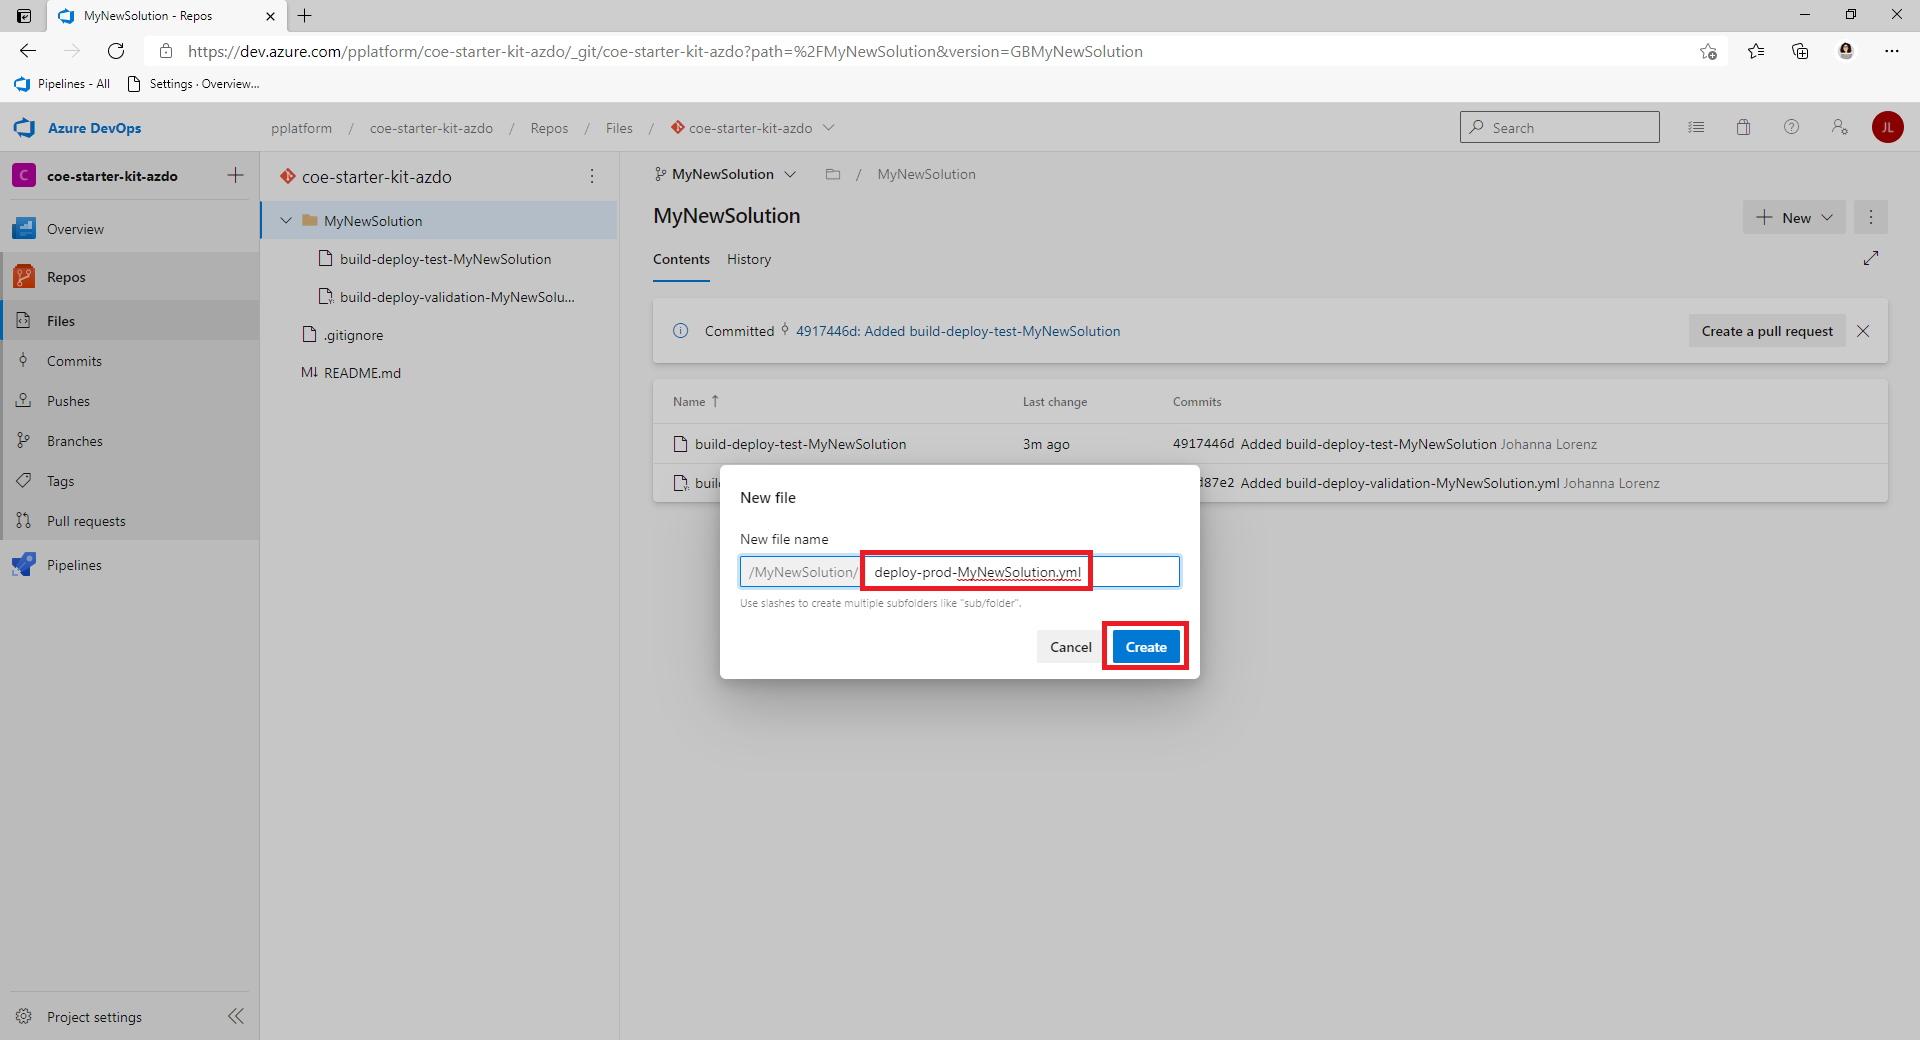 MyNewSolution - Repos
https://dev.azure.com/pplatform/coe-starter-kit-azdo/_git/coe-starter-kit-azdo?path=%2FMyNewSolution&version=GBMyNewSolution
Pipelines - All
Settings · Overview...
Azure DevOps
pplatform / coe-starter-kit-azdo / Repos / Files / coe-starter-kit-azdo
Search
JL
C
coe-starter-kit-azdo
Overview
Repos
Files
Commits
Pushes
Branches
Tags
Pull requests
Pipelines
Project settings
coe-starter-kit-azdo
MyNewSolution
build-deploy-test-MyNewSolution
build-deploy-validation-MyNewSolu...
.gitignore
README.md
MyNewSolution
/ MyNewSolution
MyNewSolution
New
Contents
History
Committed 4917446d: Added build-deploy-test-MyNewSolution
Create a pull request
Name Last change Commits
build-deploy-test-MyNewSolution 3m ago 4917446d Added build-deploy-test-MyNewSolution Johanna Lorenz
d87e2 Added build-deploy-validation-MyNewSolution.yml Johanna Lorenz
New file
New file name
/MyNewSolution/ deploy-prod-MyNewSolution.yml
Use slashes to create multiple subfolders like "sub/folder".
Cancel
Create